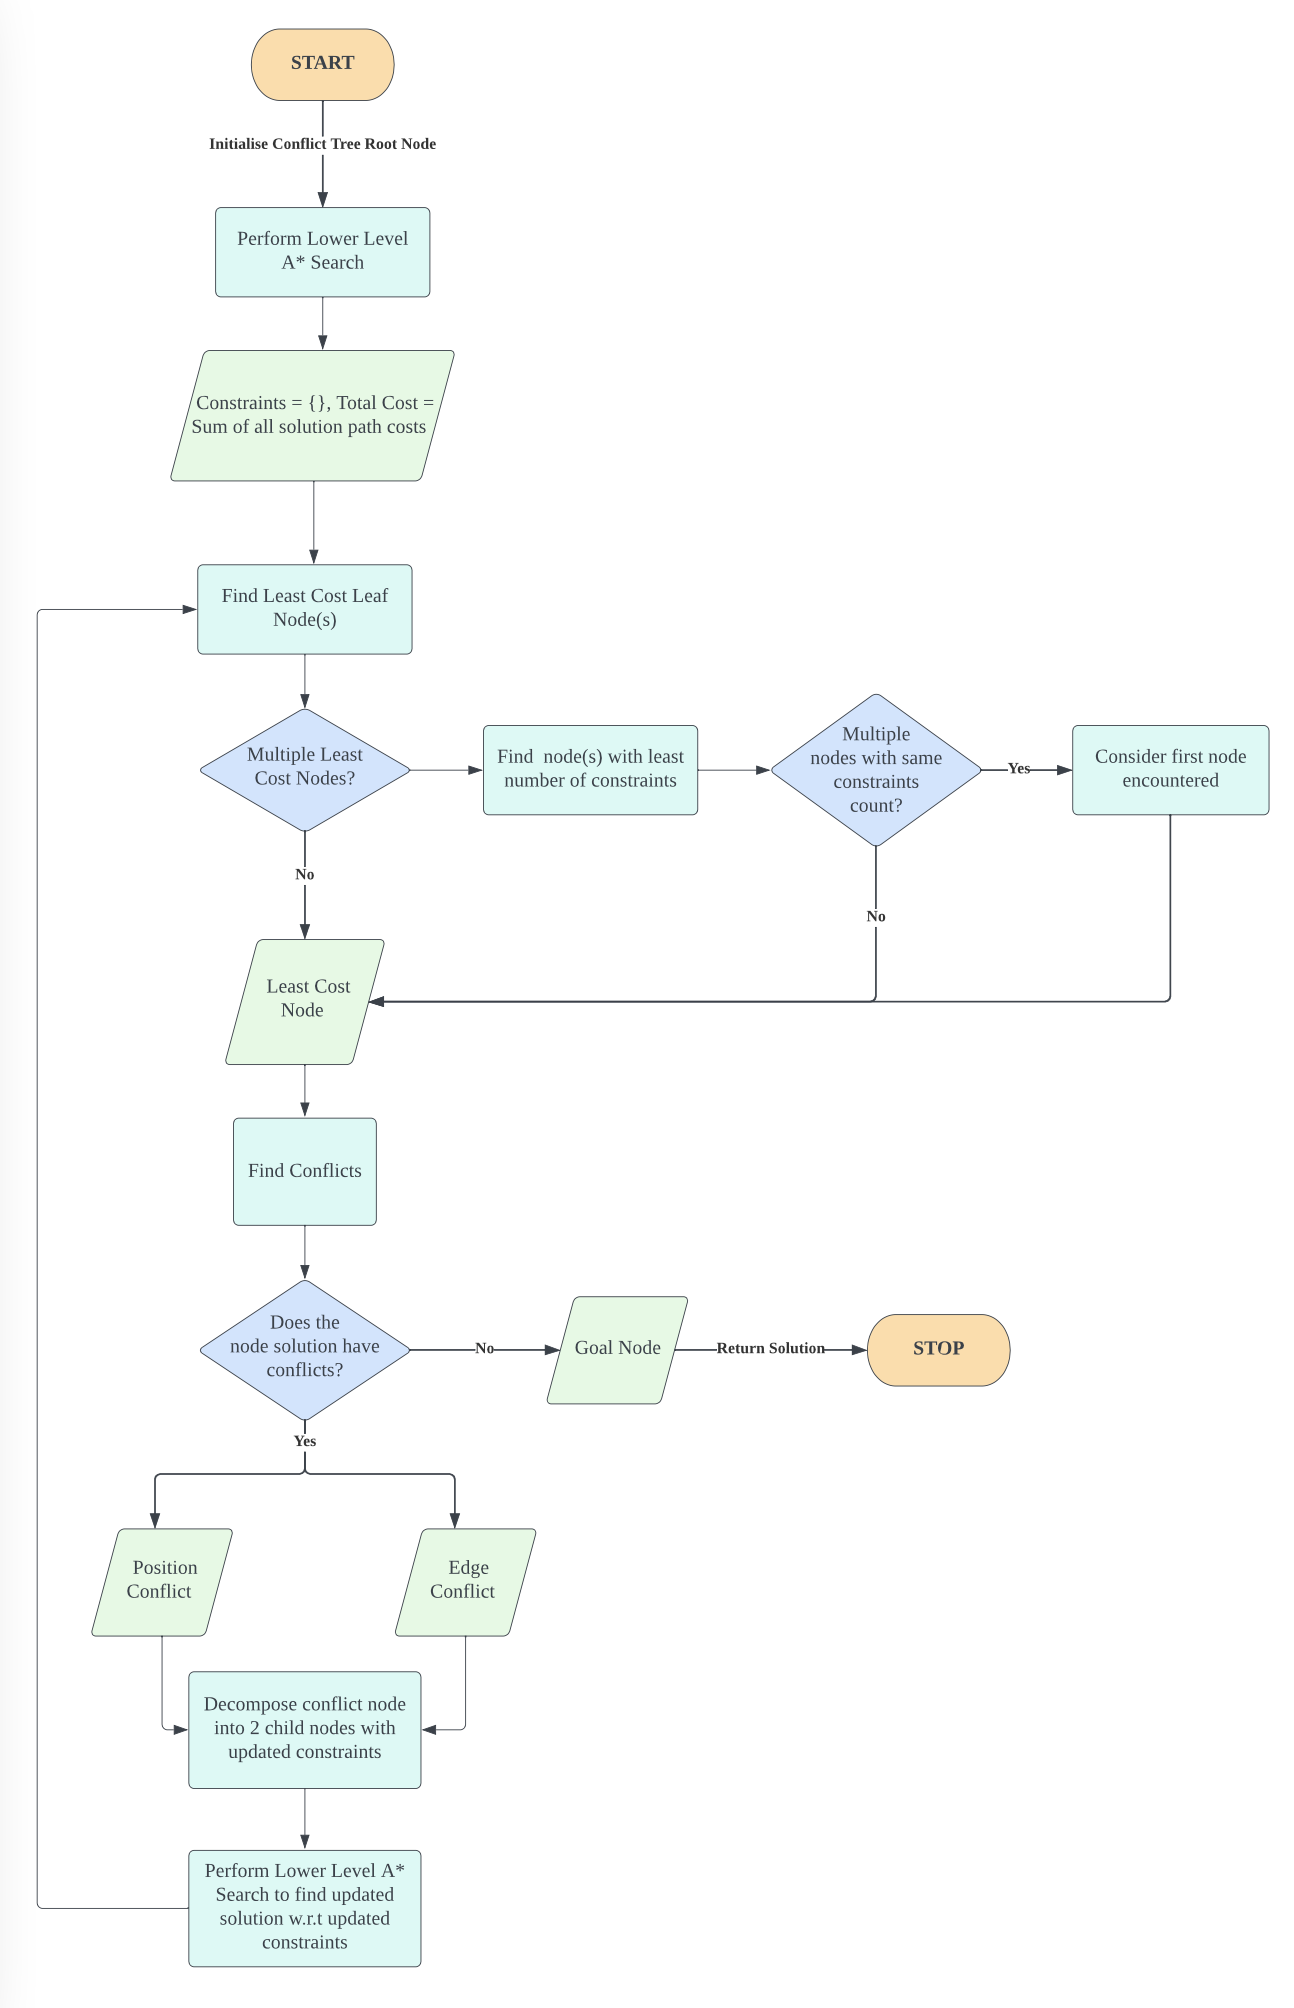 START
Initialise Conflict Tree Root Node
Perform Lower Level
A* Search
Constraints = {}, Total Cost =
Sum of all solution path costs
Find Least Cost Leaf
Node(s)
Multiple Least
Cost Nodes?
Find  node(s) with least
number of constraints
Multiple
nodes with same
constraints
count?
Yes
Consider first node
encountered
No
No
Least Cost
Node
Find Conflicts
Does the
node solution have
conflicts?
No
Goal Node
Return Solution
STOP
Yes
Position
Conflict
Edge
Conflict
Decompose conflict node
into 2 child nodes with
updated constraints
Perform Lower Level A*
Search to find updated
solution w.r.t updated
constraints